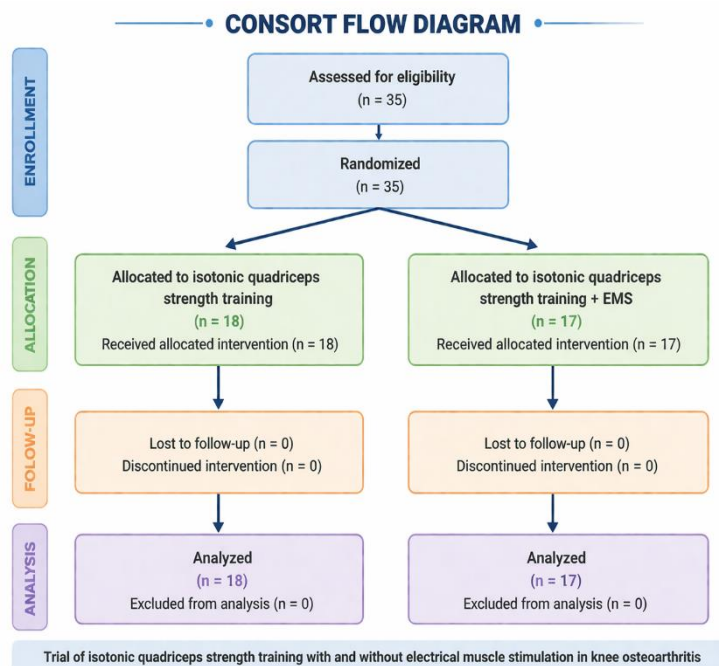 CONSORT FLOW DIAGRAM
ENROLLMENT
Assessed for eligibility
(n = 35)
Randomized
(n = 35)
ALLOCATION
Allocated to isotonic quadriceps
strength training
(n = 18)
Received allocated intervention (n = 18)
Allocated to isotonic quadriceps
strength training + EMS
(n = 17)
Received allocated intervention (n = 17)
FOLOW-UP
Lost to follow-up (n = 0)
Discontinued intervention (n = 0)
Lost to follow-up (n = 0)
Discontinued intervention (n = 0)
ANALYSIS
Analyzed
(n = 18)
Excluded from analysis (n = 0)
Analyzed
(n = 17)
Excluded from analysis (n = 0)
Trial of isotonic quadriceps strength training with and without electrical muscle stimulation in knee osteoarthritis